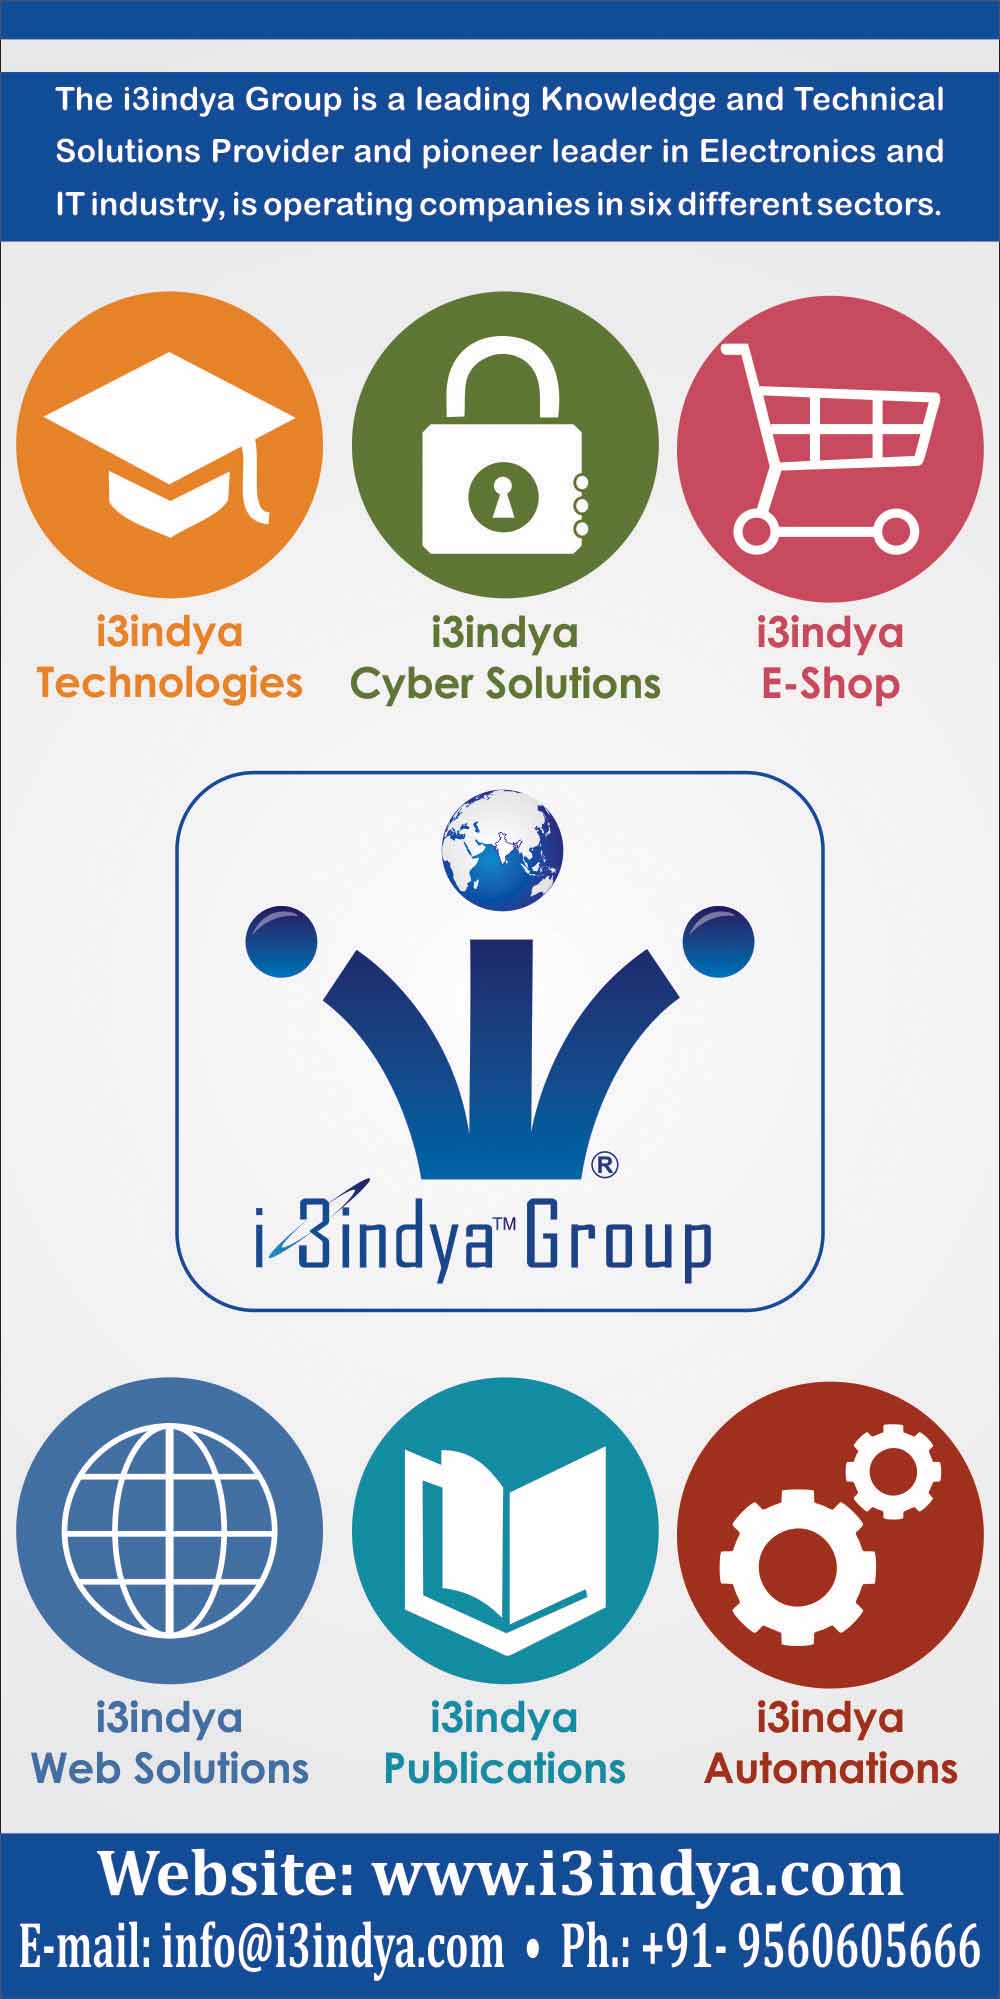 The i3indya Group is a leading Knowledge and Technical
Solutions Provider and pioneer leader in Electronics and
IT industry, is operating companies in six different sectors.
i3indya
Technologies
i3indya
Cyber Solutions
i3indya
E-Shop
®
i3indya™ Group
i3indya
Web Solutions
i3indya
Publications
i3indya
Automations
Website: www.i3indya.com
E-mail: info@i3indya.com • Ph.: +91- 9560605666